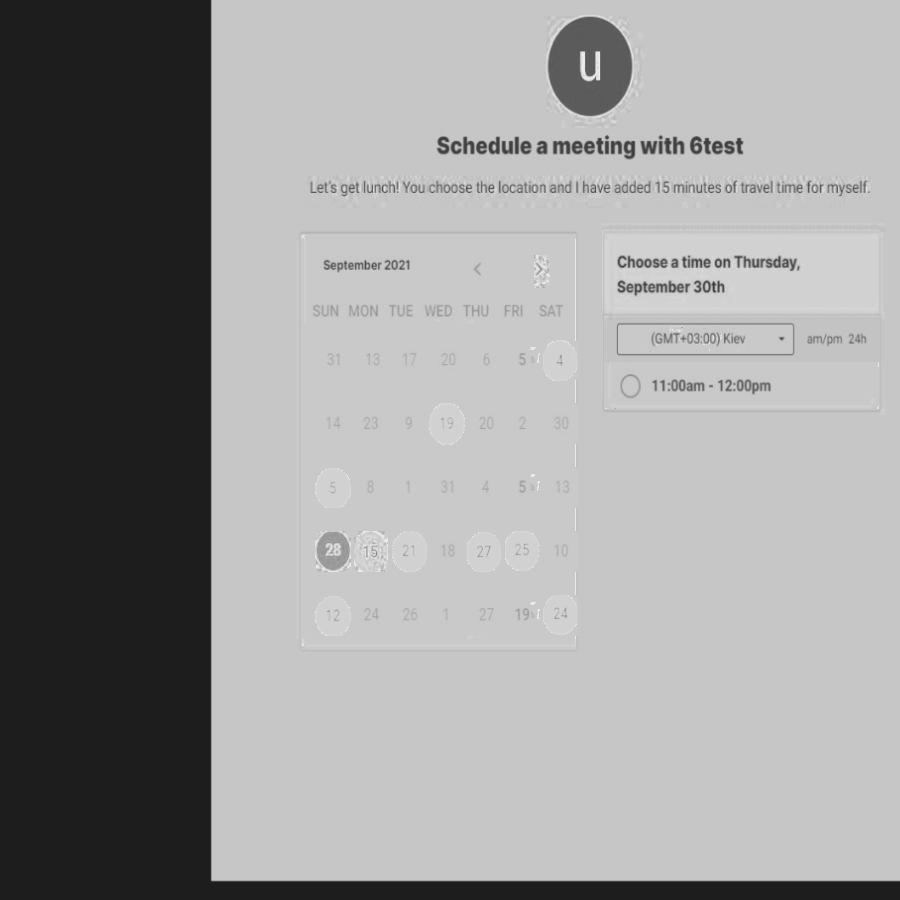 u
Schedule a meeting with 6test
Let's get lunch! You choose the location and I have added 15 minutes of travel time for myself.
September 2021
SUN MON TUE WED THU FRI SAT
31 13 17 20 6 5 4
14 23 9 19 20 2 30
5 8 1 31 4 5 13
28 15 21 18 27 25 10
12 24 26 1 27 19 24
Choose a time on Thursday,
September 30th
(GMT+03:00) Kiev am/pm 24h
11:00am - 12:00pm